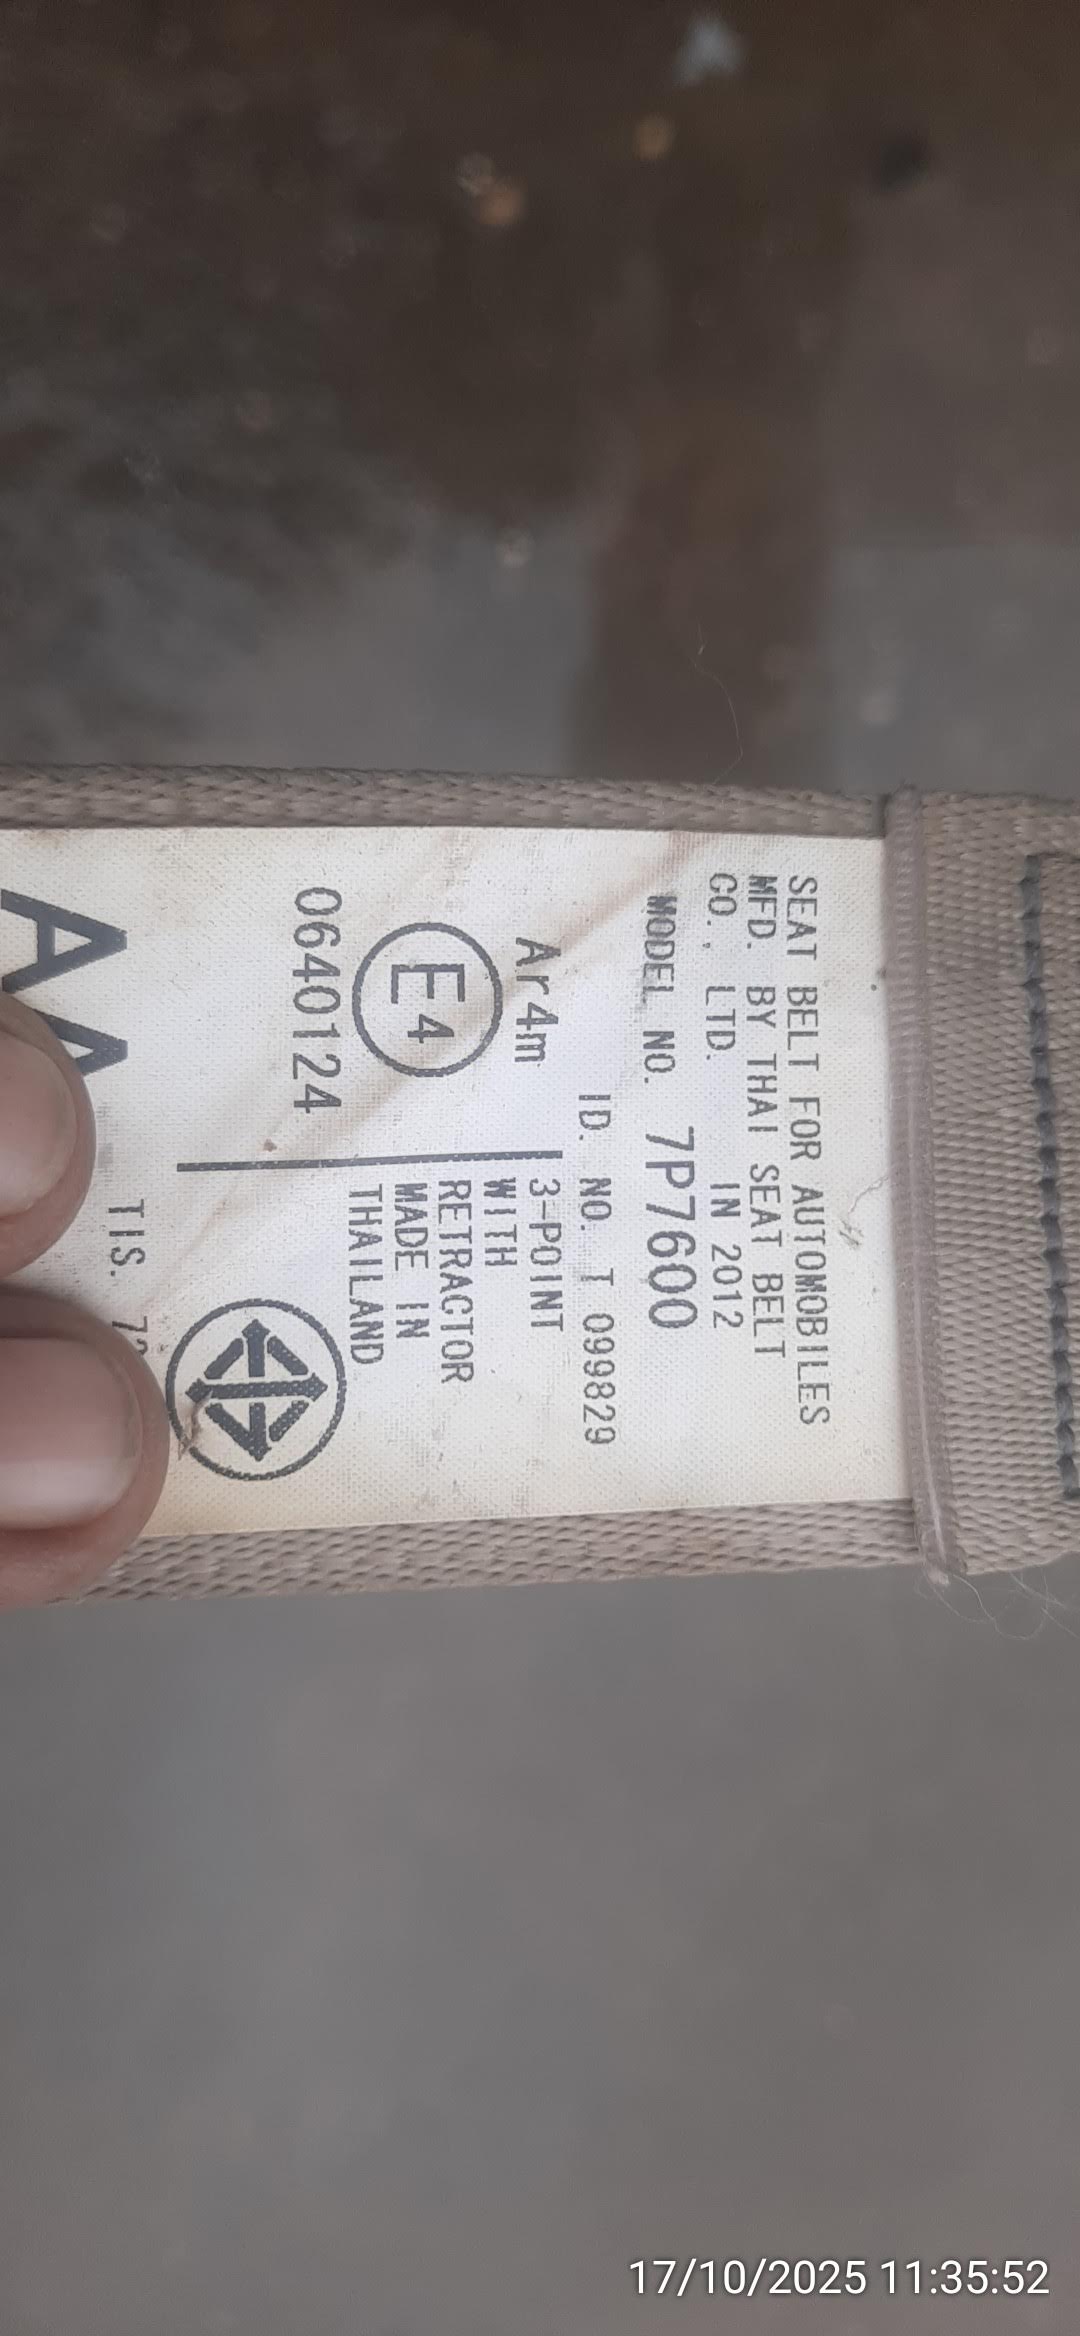 SEAT BELT FOR AUTOMOBILES
MFD. BY THAI SEAT BELT
CO., LTD. IN 2012
MODEL NO. 7P7600
ID. NO. T 099829
Ar4m
E4
0640124
3-POINT
WITH
RETRACTOR
MADE IN
THAILAND
TIS.
17/10/2025 11:35:52